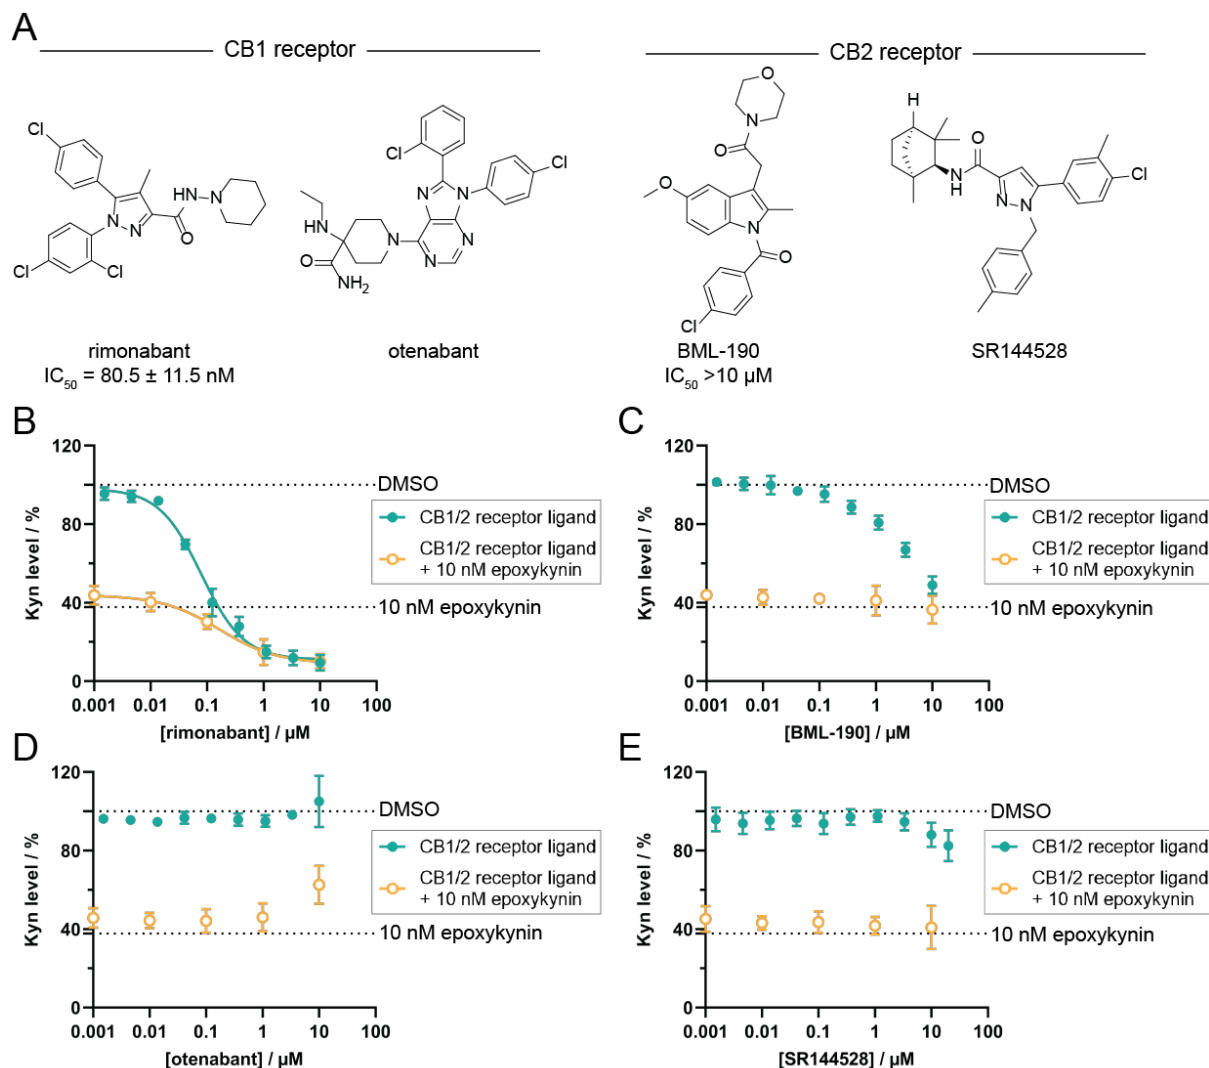 A
CB1 receptor
CB2 receptor
Cl
Cl
Cl
N
N
HN
N
O
rimonabant
IC50 = 80.5 ± 11.5 nM
Cl
Cl
N
N
N
N
N
HN
O
NH2
otenabant
O
N
O
O
N
O
Cl
BML-190
IC50 >10 µM
H
O
N
H
N
N
Cl
SR144528
B
120
80
40
0
Kyn level / %
DMSO
CB1/2 receptor ligand
CB1/2 receptor ligand
+ 10 nM epoxykynin
10 nM epoxykynin
0.001 0.01 0.1 1 10 100
[rimonabant] / µM
C
120
80
40
0
Kyn level / %
DMSO
CB1/2 receptor ligand
CB1/2 receptor ligand
+ 10 nM epoxykynin
10 nM epoxykynin
0.001 0.01 0.1 1 10 100
[BML-190] / µM
D
120
80
40
0
Kyn level / %
DMSO
CB1/2 receptor ligand
CB1/2 receptor ligand
+ 10 nM epoxykynin
10 nM epoxykynin
0.001 0.01 0.1 1 10 100
[otenabant] / µM
E
120
80
40
0
Kyn level / %
DMSO
CB1/2 receptor ligand
CB1/2 receptor ligand
+ 10 nM epoxykynin
10 nM epoxykynin
0.001 0.01 0.1 1 10 100
[SR144528] / µM